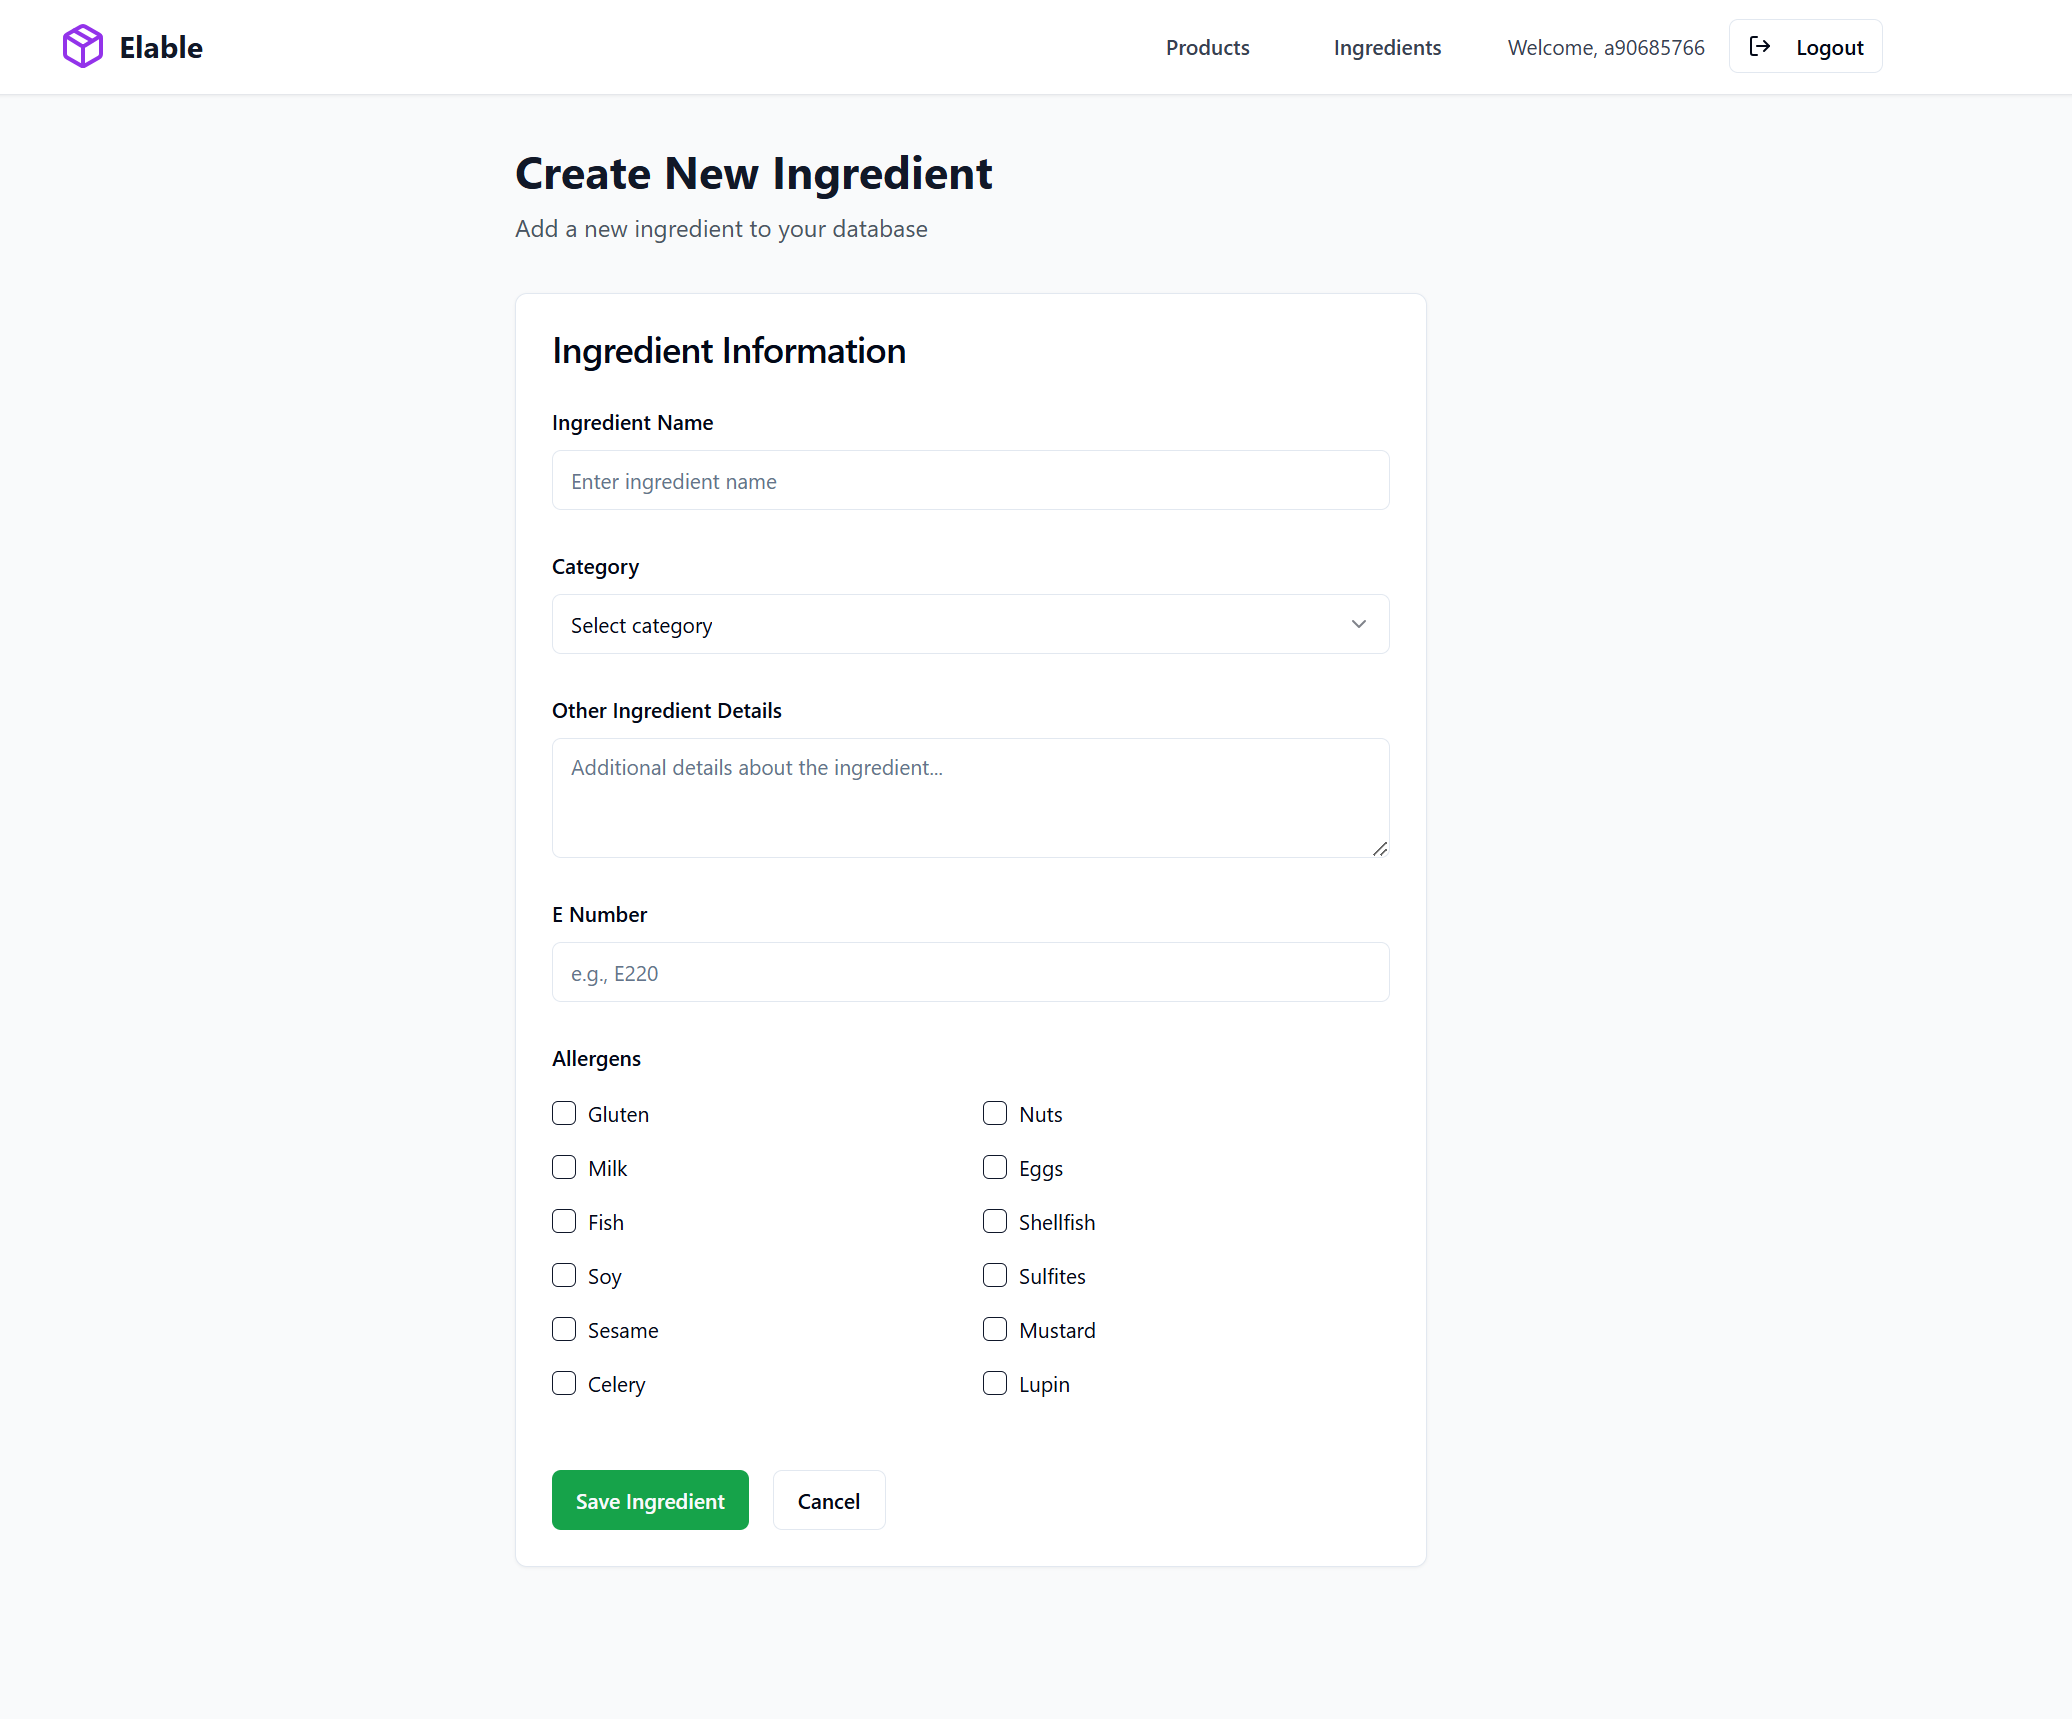 Elable
Products
Ingredients
Welcome, a90685766
Logout
Create New Ingredient
Add a new ingredient to your database
Ingredient Information
Ingredient Name
Enter ingredient name
Category
Select category
Other Ingredient Details
Additional details about the ingredient...
E Number
e.g., E220
Allergens
Gluten
Nuts
Milk
Eggs
Fish
Shellfish
Soy
Sulfites
Sesame
Mustard
Celery
Lupin
Save Ingredient
Cancel